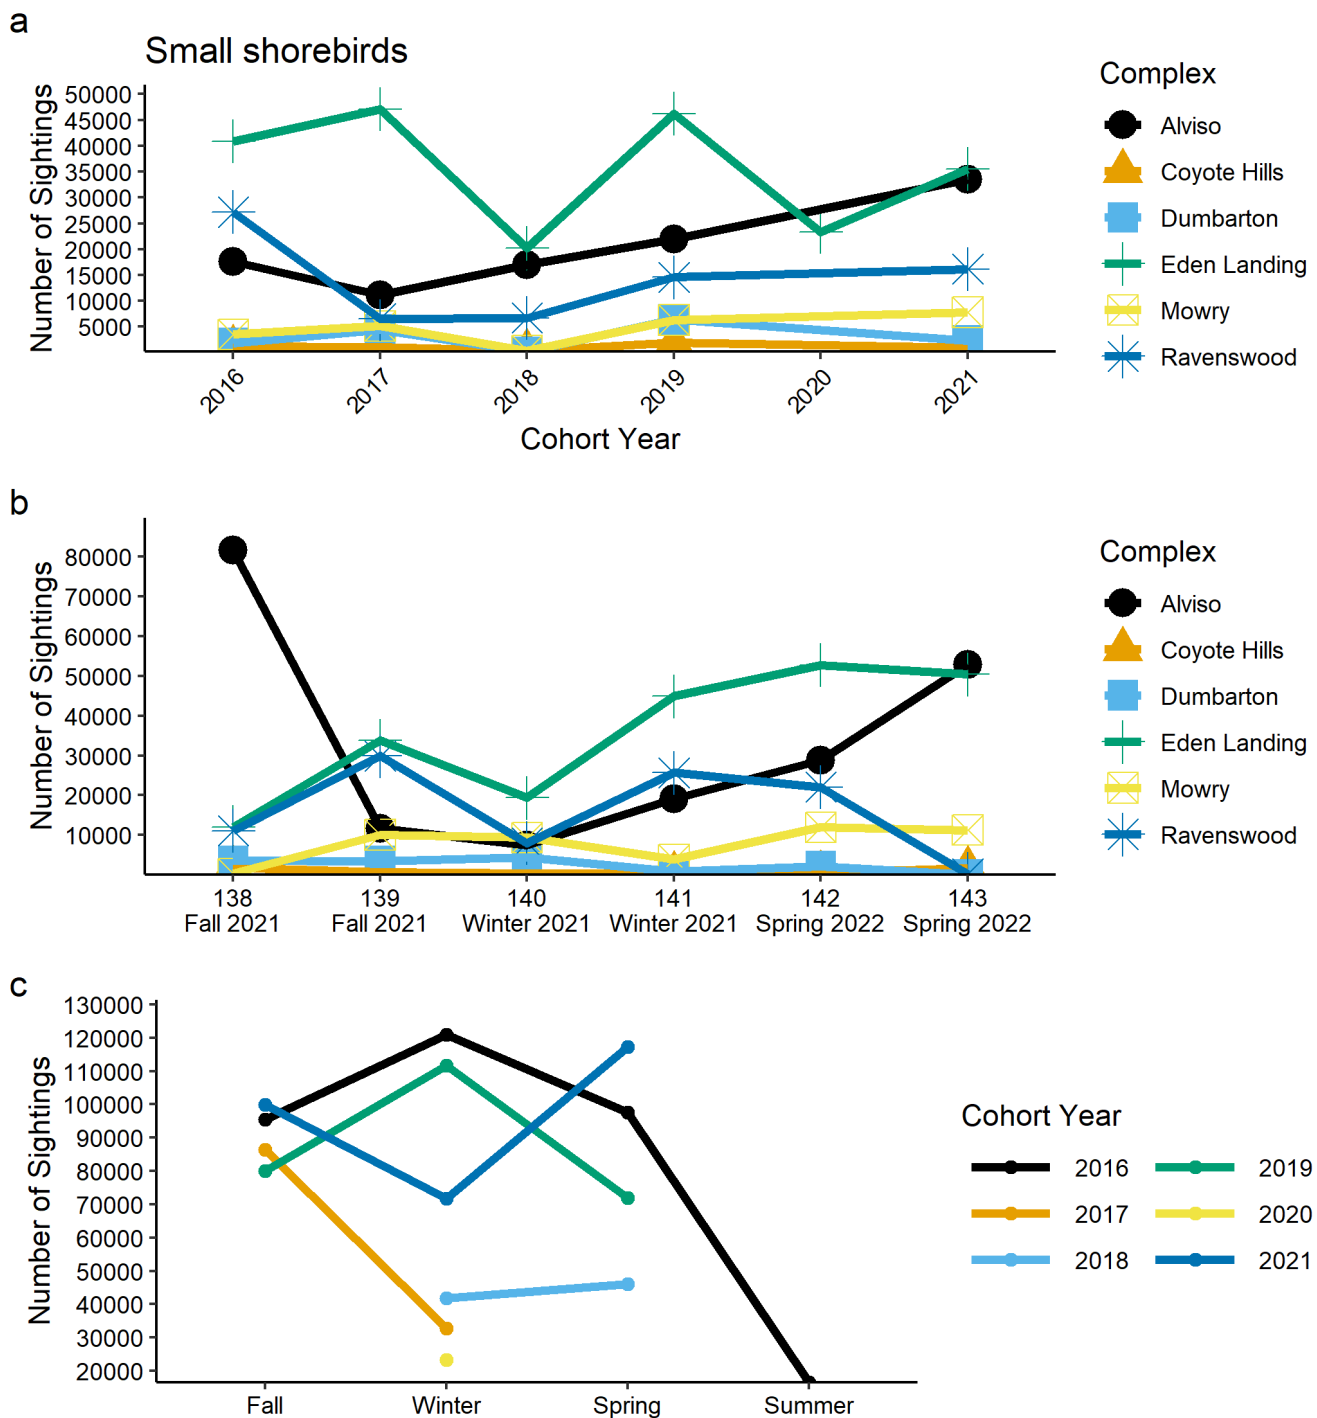 a
Small shorebirds
Number of Sightings
50000
45000
40000
35000
30000
25000
20000
15000
10000
5000
2016
2017
2018
2019
2020
2021
Cohort Year
Complex
Alviso
Coyote Hills
Dumbarton
Eden Landing
Mowry
Ravenswood
b
Number of Sightings
80000
70000
60000
50000
40000
30000
20000
10000
138 139 140 141 142 143
Fall 2021 Fall 2021 Winter 2021 Winter 2021 Spring 2022 Spring 2022
Complex
Alviso
Coyote Hills
Dumbarton
Eden Landing
Mowry
Ravenswood
c
Number of Sightings
130000
120000
110000
100000
90000
80000
70000
60000
50000
40000
30000
20000
Fall Winter Spring Summer
Cohort Year
2016 2019
2017 2020
2018 2021